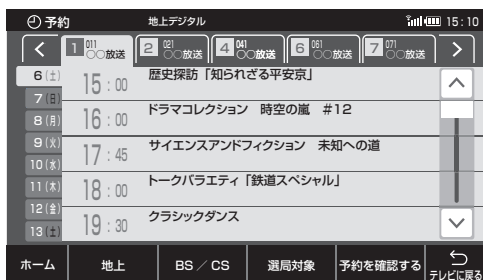 予約 地上デジタル 15:10
< 1 011 ○○放送 2 021 ○○放送 4 041 ○○放送 6 061 ○○放送 7 071 ○○放送 >
6(土)
7(日)
8(月)
9(火)
10(水)
11(木)
12(金)
13(土)
15:00 歴史探訪「知られざる平安京」
16:00 ドラマコレクション 時空の嵐 #12
17:45 サイエンスアンドフィクション 未知への道
18:00 トークバラエティ「鉄道スペシャル」
19:30 クラシックダンス
ホーム 地上 BS/CS 選局対象 予約を確認する テレビに戻る